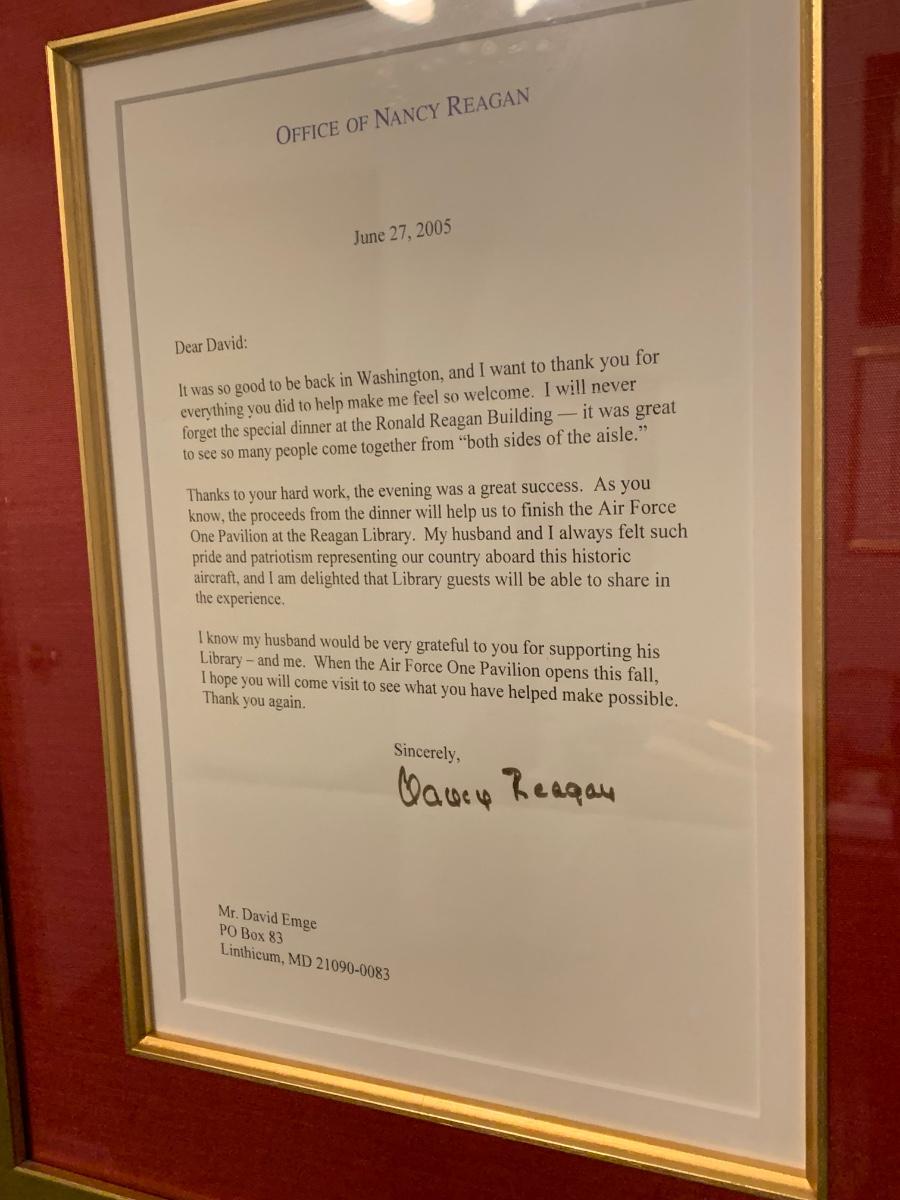 OFFICE OF NANCY REAGAN
June 27, 2005
Dear David:
It was so good to be back in Washington, and I want to thank you for
everything you did to help make me feel so welcome.  I will never
forget the special dinner at the Ronald Reagan Building — it was great
to see so many people come together from “both sides of the aisle.”
Thanks to your hard work, the evening was a great success.  As you
know, the proceeds from the dinner will help us to finish the Air Force
One Pavilion at the Reagan Library.  My husband and I always felt such
pride and patriotism representing our country aboard this historic
aircraft, and I am delighted that Library guests will be able to share in
the experience.
I know my husband would be very grateful to you for supporting his
Library – and me.  When the Air Force One Pavilion opens this fall,
I hope you will come visit to see what you have helped make possible.
Thank you again.
Sincerely,
Nancy Reagan
Mr. David Emge
PO Box 83
Linthicum, MD 21090-0083